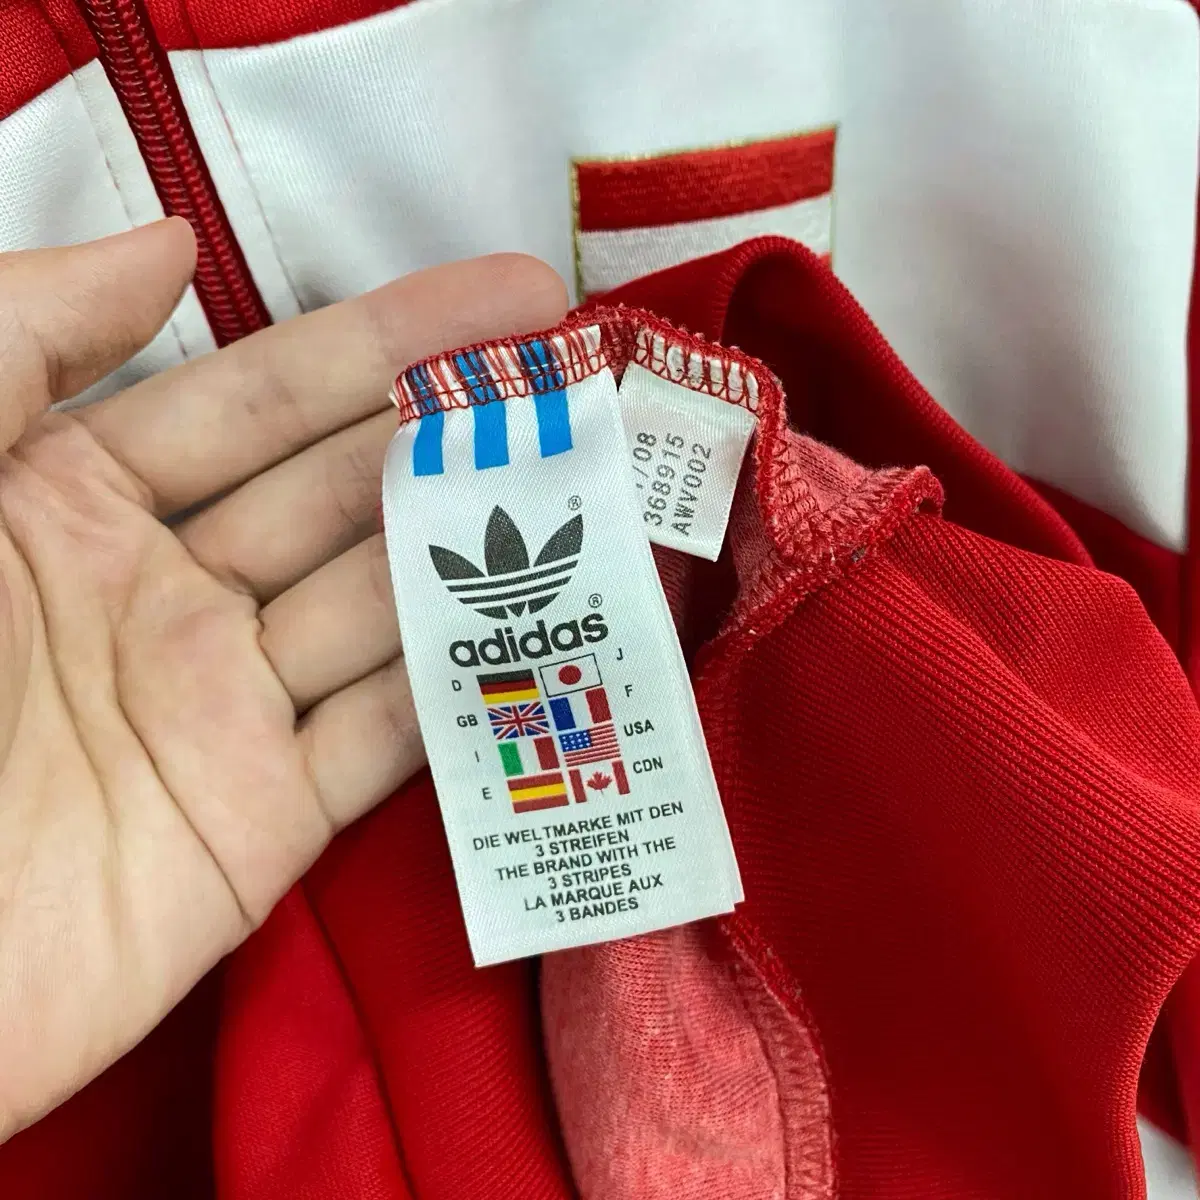 /08
368915
AWV002
®
adidas®
D
J
GB
F
I
USA
E
CDN
DIE WELTMARKE MIT DEN
3 STREIFEN
THE BRAND WITH THE
3 STRIPES
LA MARQUE AUX
3 BANDES